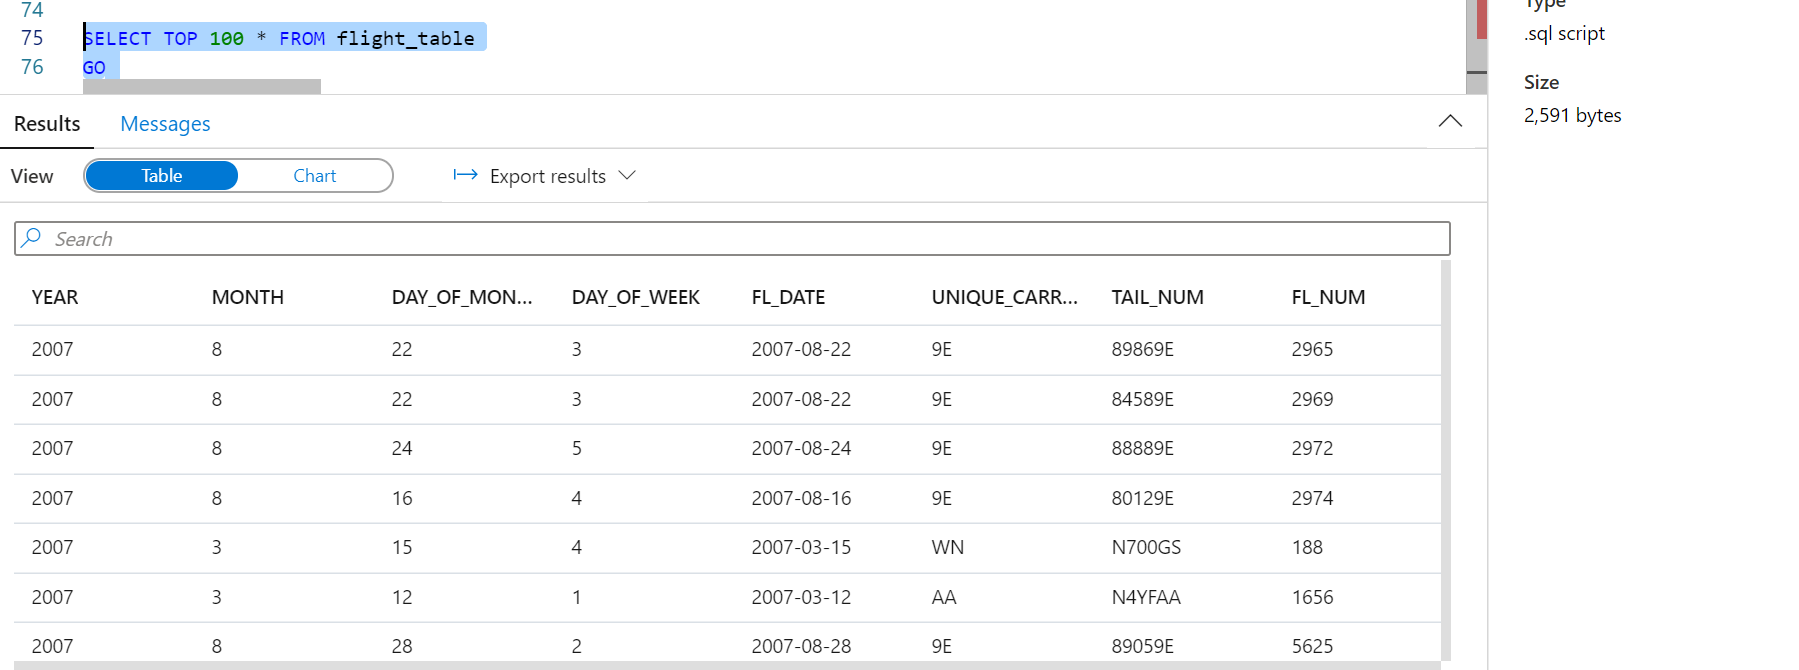 74
75 SELECT TOP 100 * FROM flight_table
76 GO
Type
.sql script
Size
2,591 bytes
Results Messages
View Table Chart Export results
Search
YEAR MONTH DAY_OF_MON... DAY_OF_WEEK FL_DATE UNIQUE_CARR... TAIL_NUM FL_NUM
2007 8 22 3 2007-08-22 9E 89869E 2965
2007 8 22 3 2007-08-22 9E 84589E 2969
2007 8 24 5 2007-08-24 9E 88889E 2972
2007 8 16 4 2007-08-16 9E 80129E 2974
2007 3 15 4 2007-03-15 WN N700GS 188
2007 3 12 1 2007-03-12 AA N4YFAA 1656
2007 8 28 2 2007-08-28 9E 89059E 5625